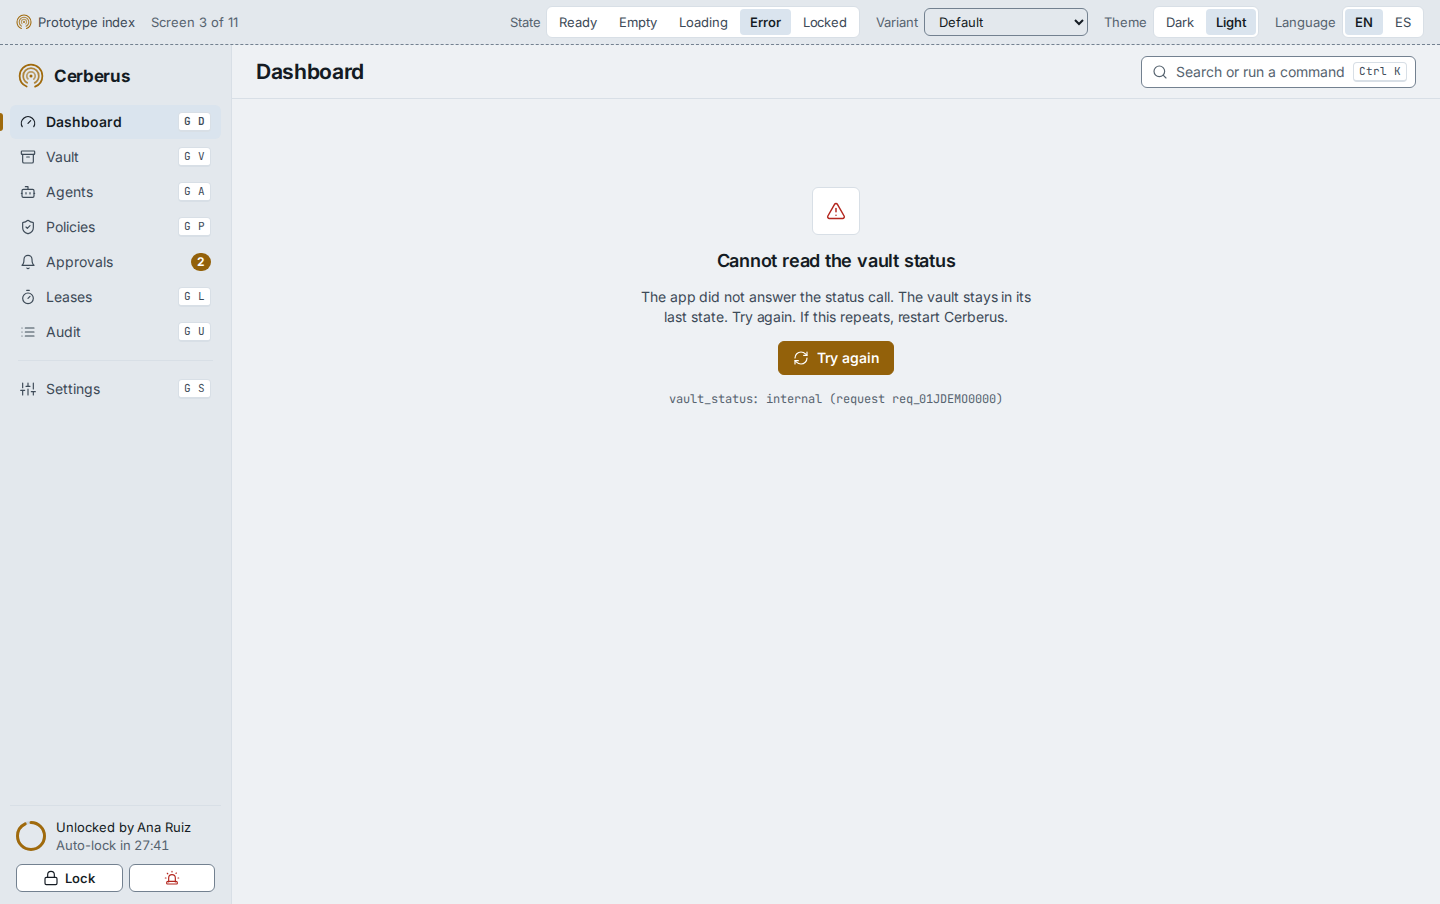 Prototype index Screen 3 of 11 State Ready Empty Loading Error Locked Variant Default Theme Dark Light Language EN ES
Cerberus
Dashboard
Search or run a command Ctrl K
Dashboard G D
Vault G V
Agents G A
Policies G P
Approvals 2
Leases G L
Audit G U
Settings G S
Cannot read the vault status
The app did not answer the status call. The vault stays in its
last state. Try again. If this repeats, restart Cerberus.
Try again
vault_status: internal (request req_01JDEMO0000)
Unlocked by Ana Ruiz
Auto-lock in 27:41
Lock